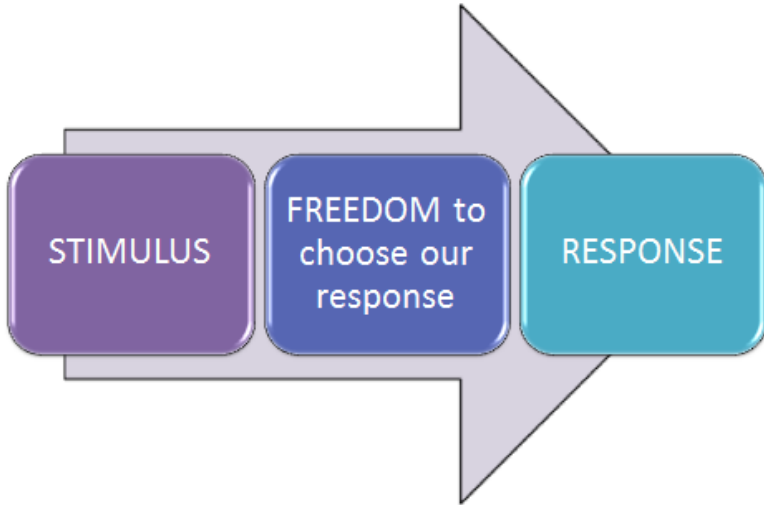 STIMULUS
FREEDOM to
choose our
response
RESPONSE